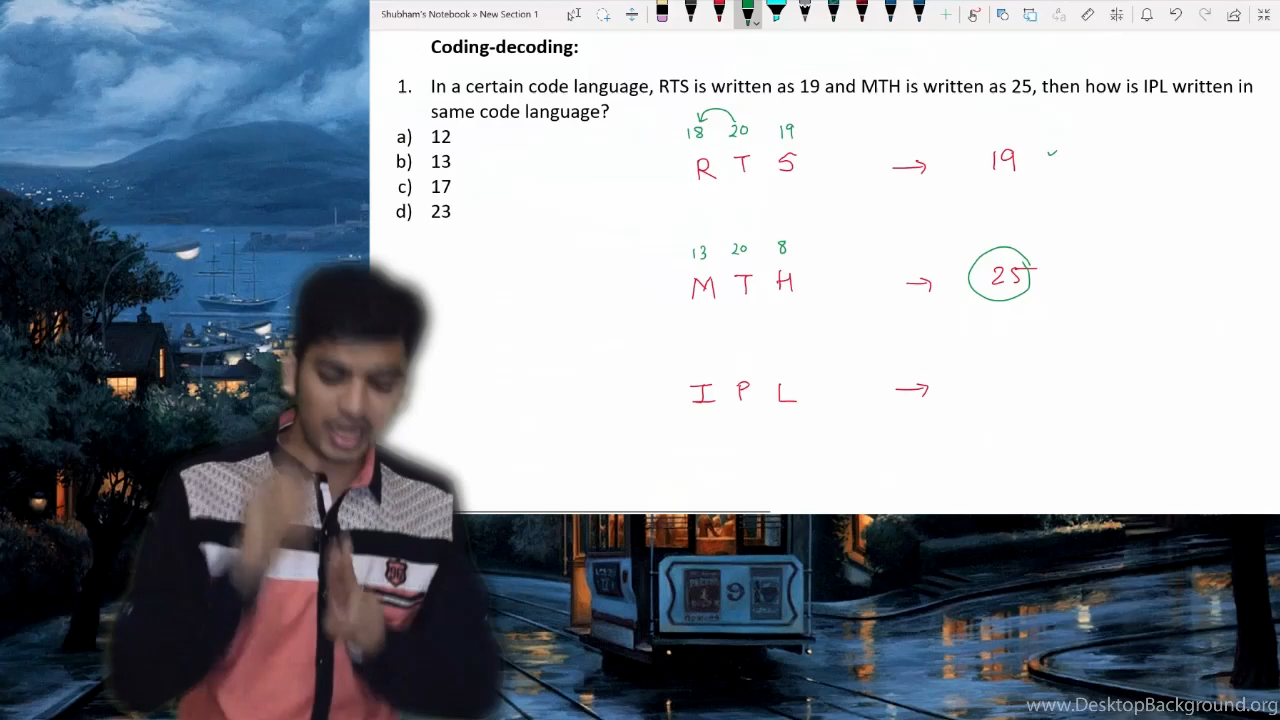 Shubham's Notebook » New Section 1
Coding-decoding:
1. In a certain code language, RTS is written as 19 and MTH is written as 25, then how is IPL written in
same code language?
a) 12
b) 13
c) 17
d) 23
18 20 19
R T S → 19
13 20 8
M T H → 25
I P L →
9
www.DesktopBackground.org